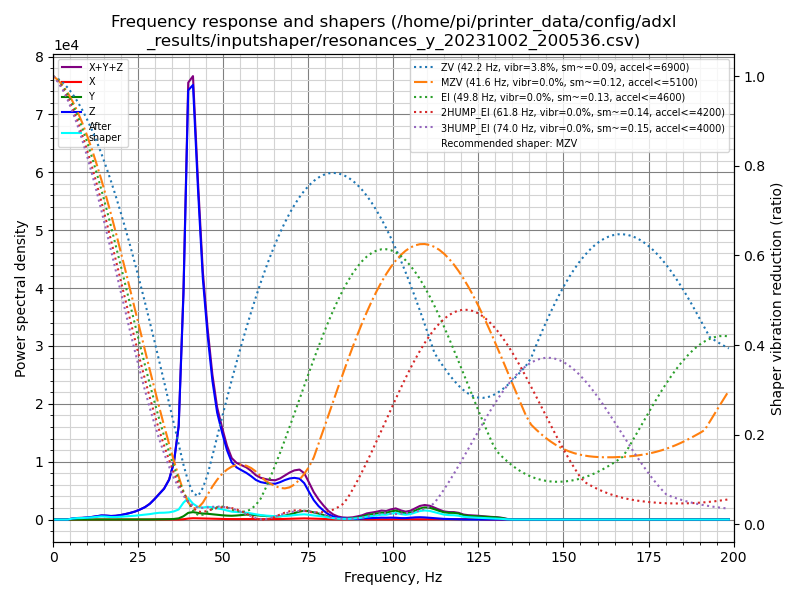 Frequency response and shapers (/home/pi/printer_data/config/adxl
_results/inputshaper/resonances_y_20231002_200536.csv)
1e4
X+Y+Z
X
Y
Z
After
shaper
ZV (42.2 Hz, vibr=3.8%, sm~=0.09, accel<=6900)
MZV (41.6 Hz, vibr=0.0%, sm~=0.12, accel<=5100)
EI (49.8 Hz, vibr=0.0%, sm~=0.13, accel<=4600)
2HUMP_EI (61.8 Hz, vibr=0.0%, sm~=0.14, accel<=4200)
3HUMP_EI (74.0 Hz, vibr=0.0%, sm~=0.15, accel<=4000)
Recommended shaper: MZV
Power spectral density
8
7
6
5
4
3
2
1
0
1.0
0.8
0.6
0.4
0.2
0.0
Shaper vibration reduction (ratio)
0 25 50 75 100 125 150 175 200
Frequency, Hz